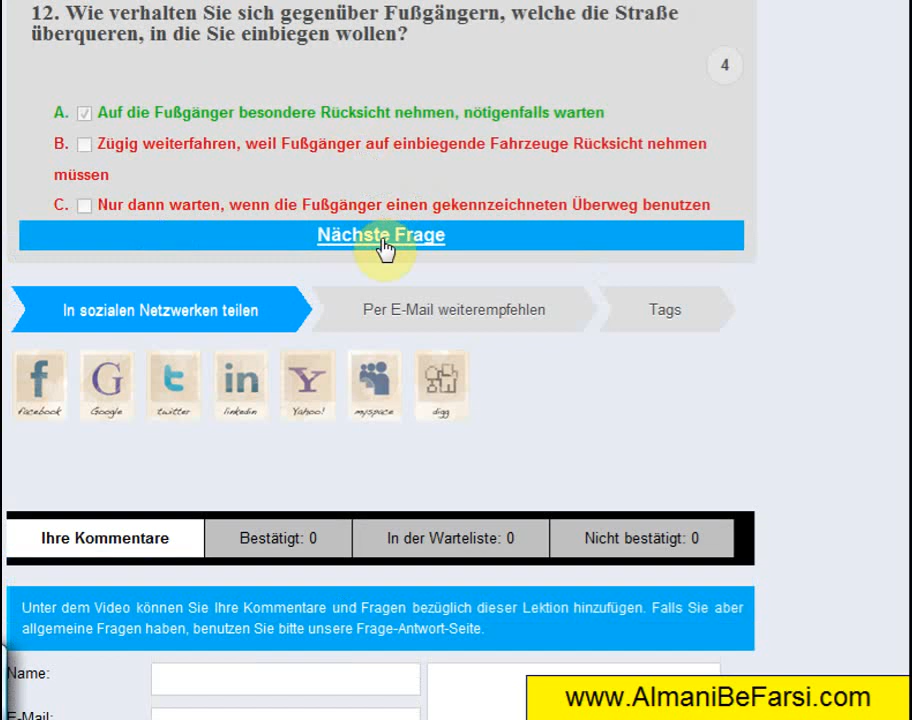 12. Wie verhalten Sie sich gegenüber Fußgängern, welche die Straße
überqueren, in die Sie einbiegen wollen?
4
A. Auf die Fußgänger besondere Rücksicht nehmen, nötigenfalls warten
B. Zügig weiterfahren, weil Fußgänger auf einbiegende Fahrzeuge Rücksicht nehmen
müssen
C. Nur dann warten, wenn die Fußgänger einen gekennzeichneten Überweg benutzen
Nächste Frage
In sozialen Netzwerken teilen Per E-Mail weiterempfehlen Tags
facebook Google twitter linkedin Yahoo! myspace digg
Ihre Kommentare Bestätigt: 0 In der Warteliste: 0 Nicht bestätigt: 0
Unter dem Video können Sie Ihre Kommentare und Fragen bezüglich dieser Lektion hinzufügen. Falls Sie aber
allgemeine Fragen haben, benutzen Sie bitte unsere Frage-Antwort-Seite.
Name:
E-Mail:
www.AlmaniBeFarsi.com